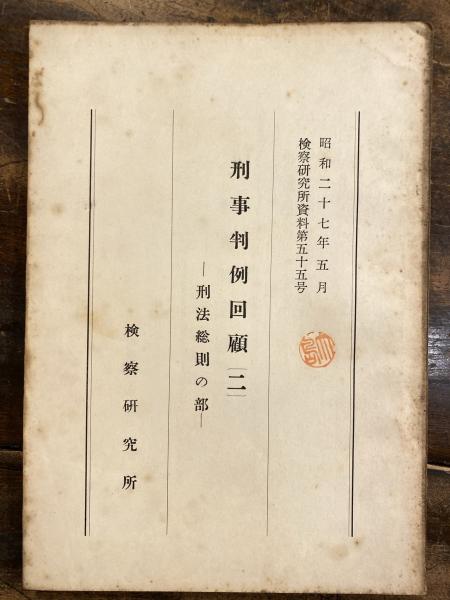 昭和二十七年五月
検察研究所資料第五十五号
刑事判例回顧〔二〕
―刑法総則の部―
検察研究所